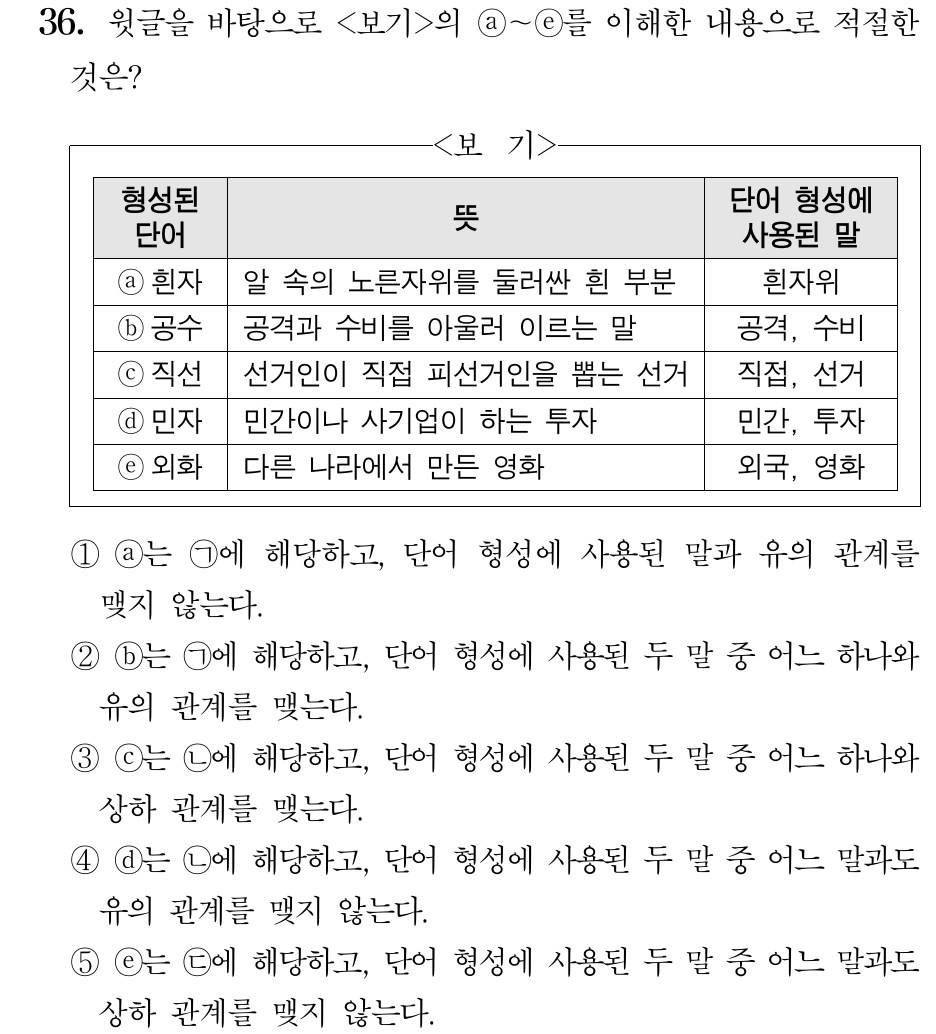 36. 윗글을 바탕으로 <보기>의 ⓐ~ⓔ를 이해한 내용으로 적절한
것은?
<보 기>
형성된 단어 뜻 단어 형성에 사용된 말
ⓐ 흰자 알 속의 노른자위를 둘러싼 흰 부분 흰자위
ⓑ 공수 공격과 수비를 아울러 이르는 말 공격, 수비
ⓒ 직선 선거인이 직접 피선거인을 뽑는 선거 직접, 선거
ⓓ 민자 민간이나 사기업이 하는 투자 민간, 투자
ⓔ 외화 다른 나라에서 만든 영화 외국, 영화
① ⓐ는 ㉠에 해당하고, 단어 형성에 사용된 말과 유의 관계를
맺지 않는다.
② ⓑ는 ㉠에 해당하고, 단어 형성에 사용된 두 말 중 어느 하나와
유의 관계를 맺는다.
③ ⓒ는 ㉡에 해당하고, 단어 형성에 사용된 두 말 중 어느 하나와
상하 관계를 맺는다.
④ ⓓ는 ㉡에 해당하고, 단어 형성에 사용된 두 말 중 어느 말과도
유의 관계를 맺지 않는다.
⑤ ⓔ는 ㉢에 해당하고, 단어 형성에 사용된 두 말 중 어느 말과도
상하 관계를 맺지 않는다.